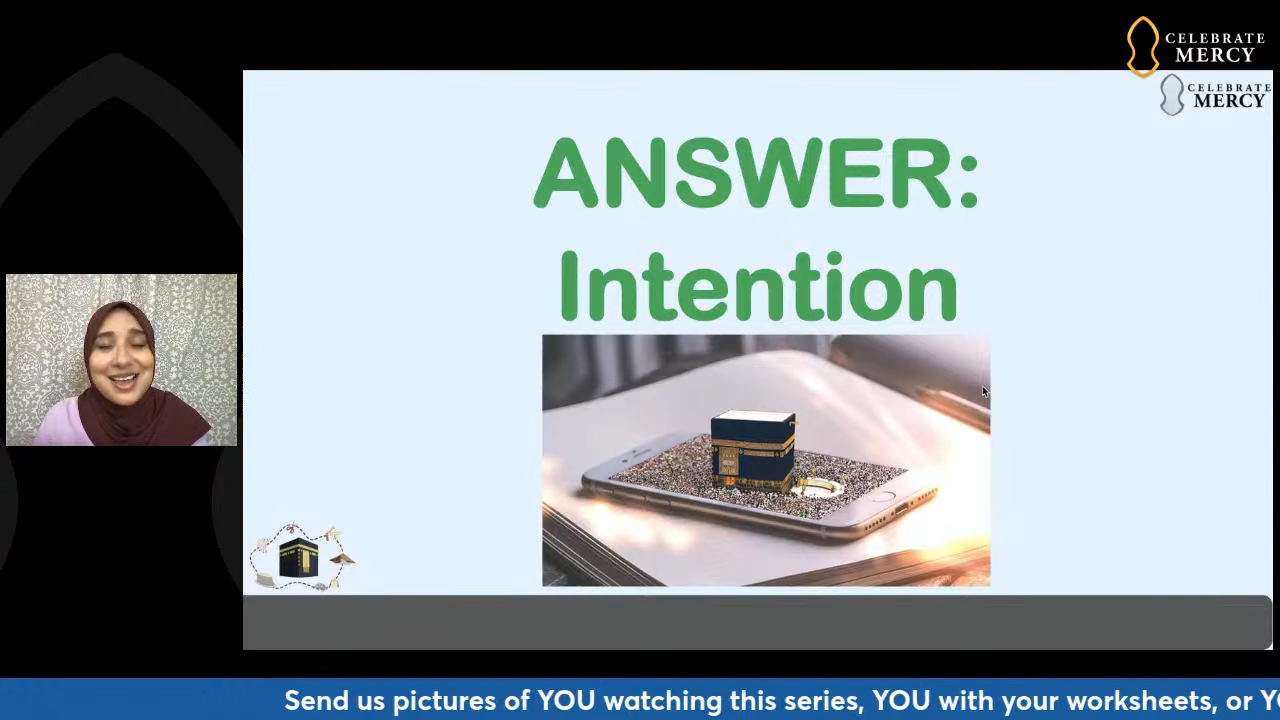 CELEBRATE
MERCY
CELEBRATE
MERCY
ANSWER:
Intention
Send us pictures of YOU watching this series, YOU with your worksheets, or Y